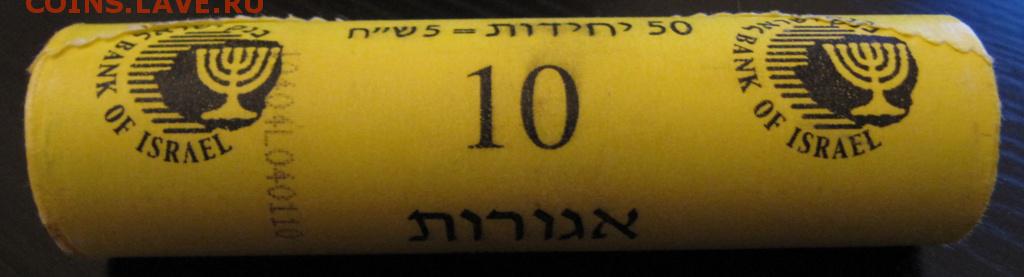 COINS.LAVE.RU
50 יחידות = 5 ש"ח
10
אגורות
BANK OF ISRAEL
BANK OF ISRAEL